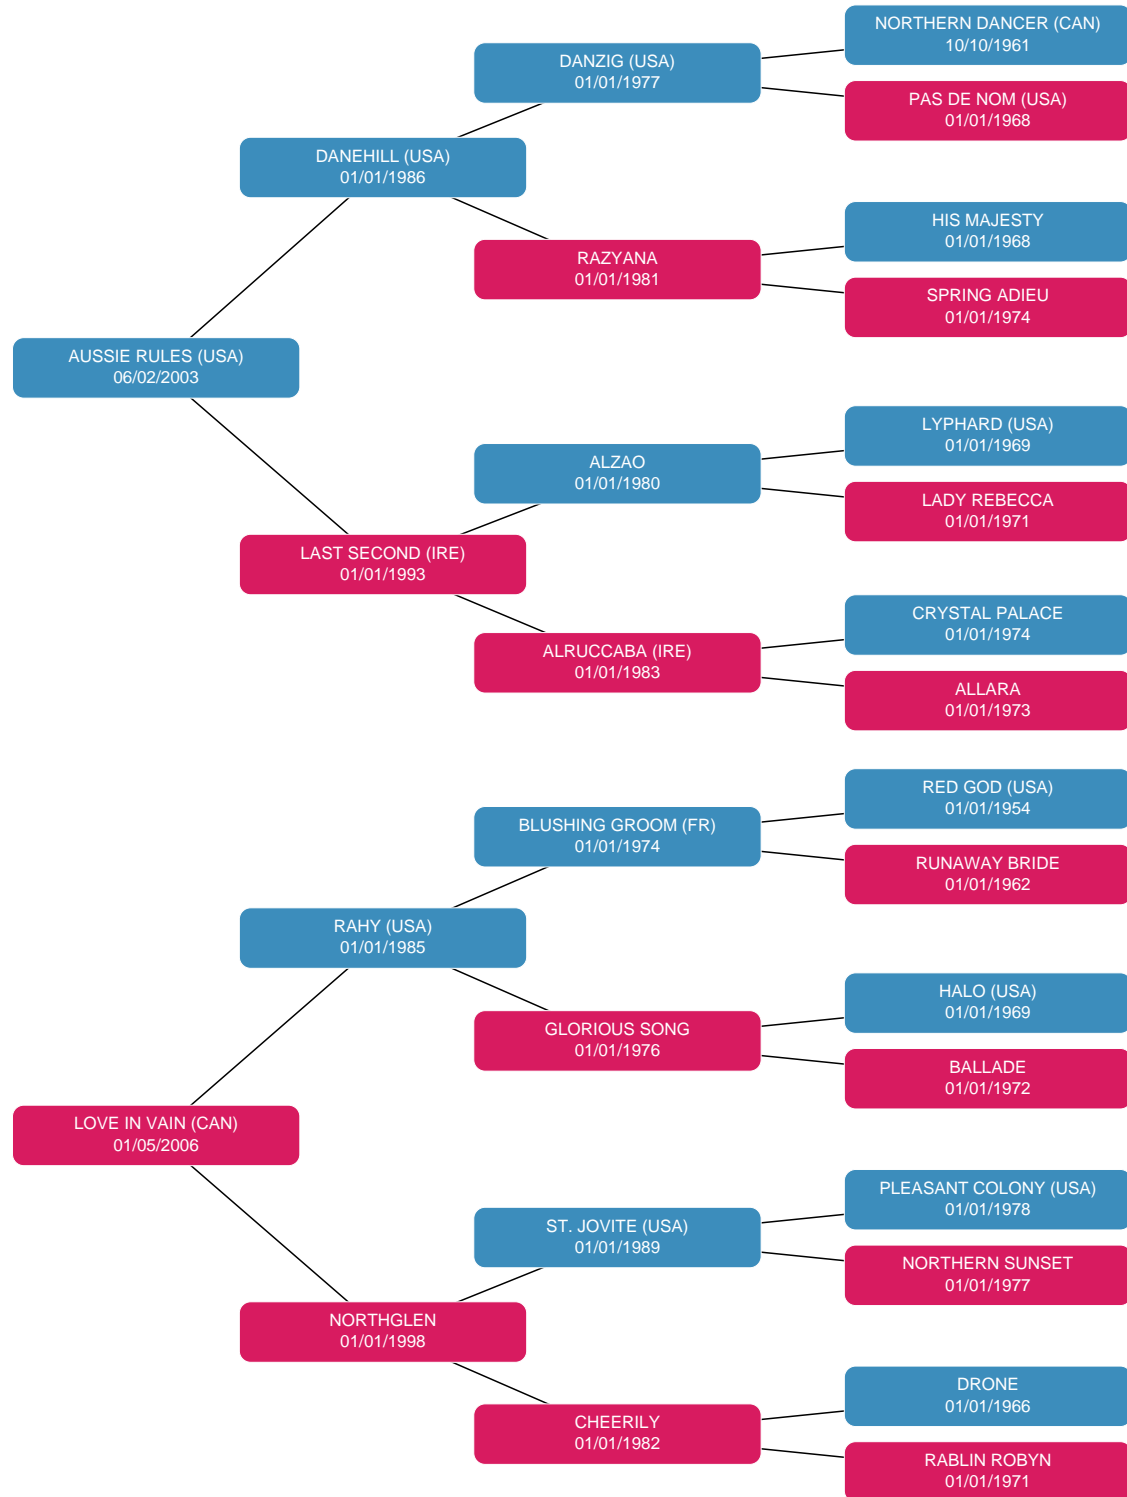 NORTHERN DANCER (CAN)
10/10/1961
DANZIG (USA)
01/01/1977
PAS DE NOM (USA)
01/01/1968
DANEHILL (USA)
01/01/1986
HIS MAJESTY
01/01/1968
RAZYANA
01/01/1981
SPRING ADIEU
01/01/1974
AUSSIE RULES (USA)
06/02/2003
LYPHARD (USA)
01/01/1969
ALZAO
01/01/1980
LADY REBECCA
01/01/1971
LAST SECOND (IRE)
01/01/1993
CRYSTAL PALACE
01/01/1974
ALRUCCABA (IRE)
01/01/1983
ALLARA
01/01/1973
RED GOD (USA)
01/01/1954
BLUSHING GROOM (FR)
01/01/1974
RUNAWAY BRIDE
01/01/1962
RAHY (USA)
01/01/1985
HALO (USA)
01/01/1969
GLORIOUS SONG
01/01/1976
BALLADE
01/01/1972
LOVE IN VAIN (CAN)
01/05/2006
PLEASANT COLONY (USA)
01/01/1978
ST. JOVITE (USA)
01/01/1989
NORTHERN SUNSET
01/01/1977
NORTHGLEN
01/01/1998
DRONE
01/01/1966
CHEERILY
01/01/1982
RABLIN ROBYN
01/01/1971